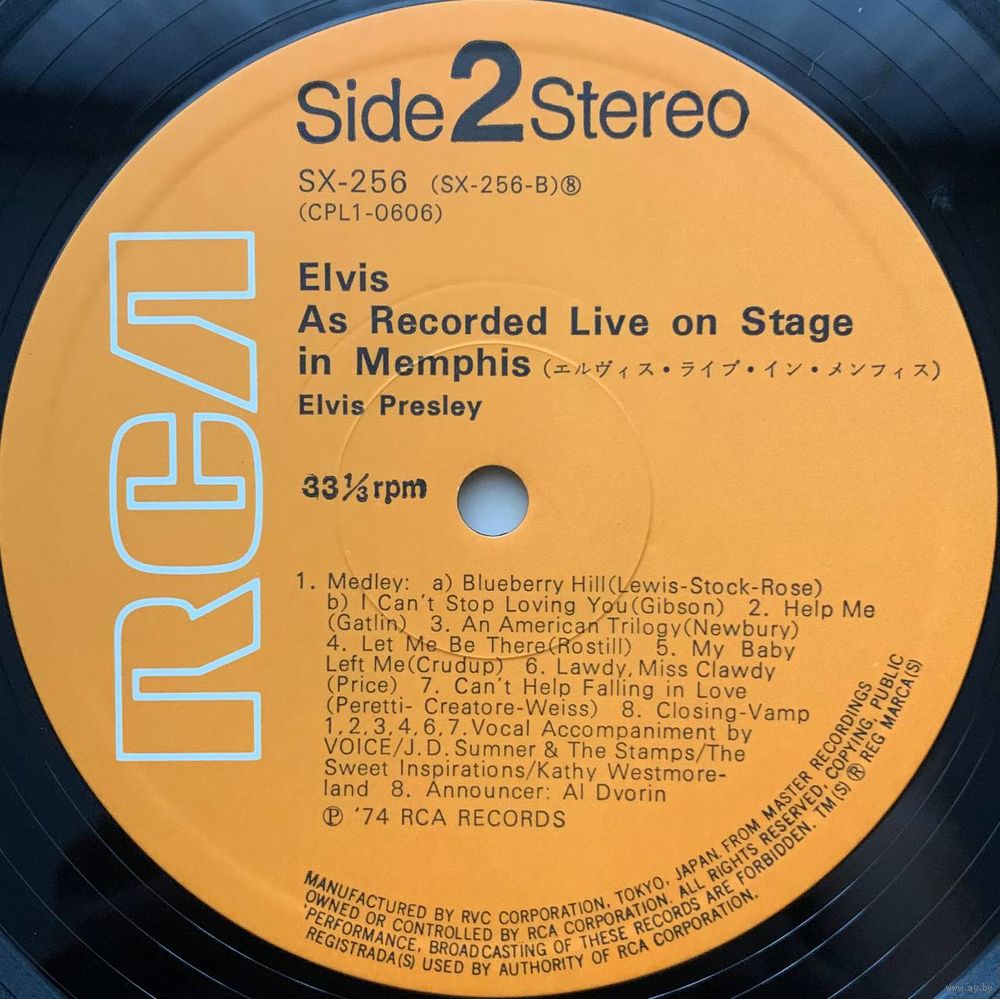 Side 2 Stereo
SX-256 (SX-256-B)⑧
(CPL1-0606)
RCA
Elvis
As Recorded Live on Stage
in Memphis (エルヴィス・ライブ・イン・メンフィス)
Elvis Presley
33⅓rpm
1. Medley: a) Blueberry Hill(Lewis-Stock-Rose)
b) I Can't Stop Loving You(Gibson) 2. Help Me
(Gatlin) 3. An American Trilogy(Newbury)
4. Let Me Be There(Rostill) 5. My Baby
Left Me(Crudup) 6. Lawdy, Miss Clawdy
(Price) 7. Can't Help Falling in Love
(Peretti- Creatore-Weiss) 8. Closing-Vamp
1,2,3,4,6,7.Vocal Accompaniment by
VOICE/J.D.Sumner & The Stamps/The
Sweet Inspirations/Kathy Westmore-
land 8. Announcer: Al Dvorin
Ⓟ '74 RCA RECORDS
MANUFACTURED BY RVC CORPORATION, TOKYO, JAPAN. FROM MASTER RECORDINGS
OWNED OR CONTROLLED BY RCA CORPORATION. ALL RIGHTS RESERVED. COPYING, PUBLIC
PERFORMANCE, BROADCASTING OF THESE RECORDS ARE FORBIDDEN. TM(S) ® REG MARCA(S)
REGISTRADA(S) USED BY AUTHORITY OF RCA CORPORATION.
www.ay.by